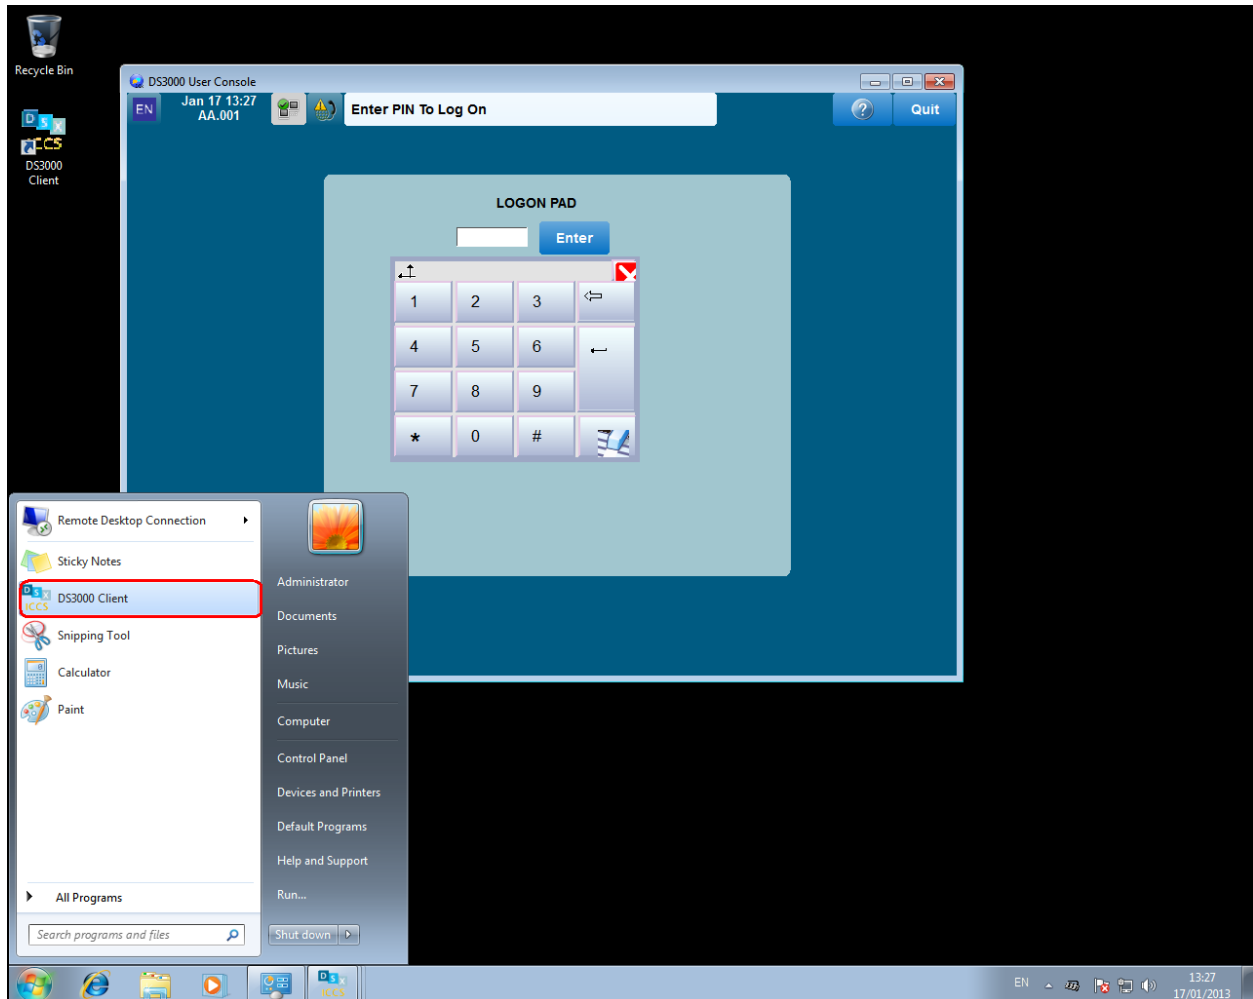 Recycle Bin
D S X
ICCS
DS3000
Client
DS3000 User Console
EN
Jan 17 13:27
AA.001
Enter PIN To Log On
?
Quit
LOGON PAD
Enter
1 2 3
4 5 6
7 8 9
* 0 #
Remote Desktop Connection
Sticky Notes
D S X
ICCS
DS3000 Client
Snipping Tool
Calculator
Paint
All Programs
Search programs and files
Administrator
Documents
Pictures
Music
Computer
Control Panel
Devices and Printers
Default Programs
Help and Support
Run...
Shut down
D S X
ICCS
EN
13:27
17/01/2013